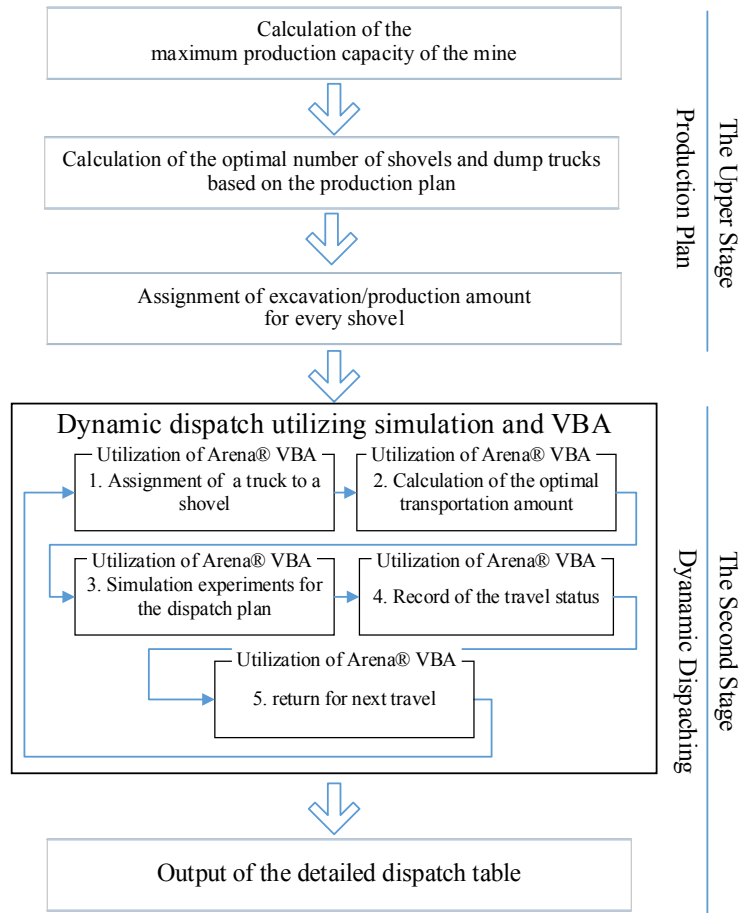 Calculation of the
maximum production capacity of the mine
Calculation of the optimal number of shovels and dump trucks
based on the production plan
Assignment of excavation/production amount
for every shovel
The Upper Stage
Production Plan
Dynamic dispatch utilizing simulation and VBA
Utilization of Arena® VBA
1. Assignment of a truck to a
shovel
Utilization of Arena® VBA
2. Calculation of the optimal
transportation amount
Utilization of Arena® VBA
3. Simulation experiments for
the dispatch plan
Utilization of Arena® VBA
4. Record of the travel status
Utilization of Arena® VBA
5. return for next travel
The Second Stage
Dyanamic Dispaching
Output of the detailed dispatch table